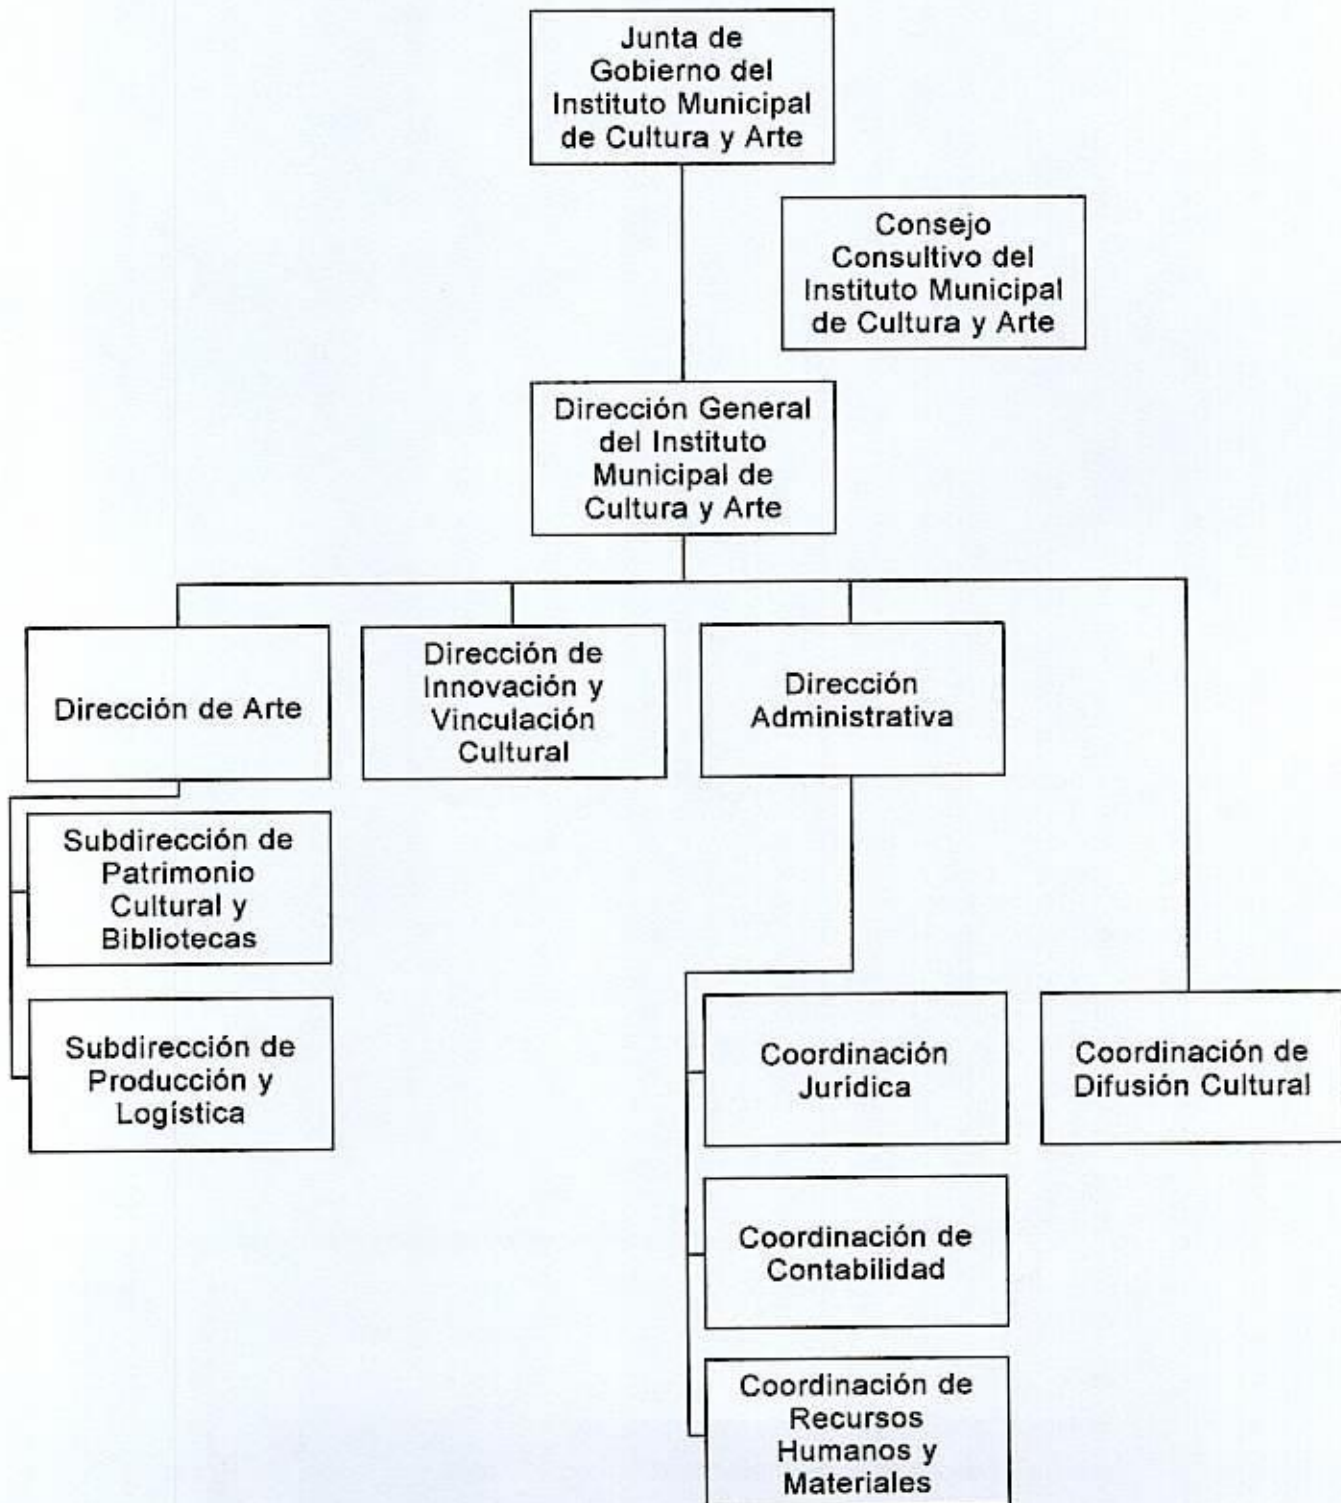 Junta de
Gobierno del
Instituto Municipal
de Cultura y Arte
Consejo
Consultivo del
Instituto Municipal
de Cultura y Arte
Dirección General
del Instituto
Municipal de
Cultura y Arte
Dirección de Arte
Dirección de
Innovación y
Vinculación
Cultural
Dirección
Administrativa
Subdirección de
Patrimonio
Cultural y
Bibliotecas
Subdirección de
Producción y
Logística
Coordinación
Jurídica
Coordinación de
Difusión Cultural
Coordinación de
Contabilidad
Coordinación de
Recursos
Humanos y
Materiales